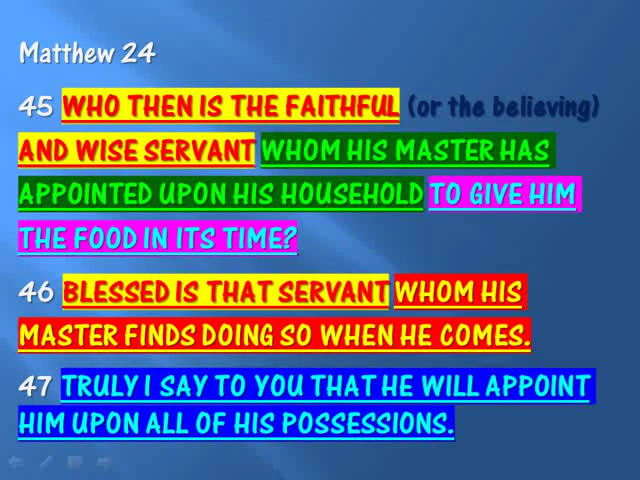 Matthew 24
45 WHO THEN IS THE FAITHFUL (or the believing)
AND WISE SERVANT WHOM HIS MASTER HAS
APPOINTED UPON HIS HOUSEHOLD TO GIVE HIM
THE FOOD IN ITS TIME?
46 BLESSED IS THAT SERVANT WHOM HIS
MASTER FINDS DOING SO WHEN HE COMES.
47 TRULY I SAY TO YOU THAT HE WILL APPOINT
HIM UPON ALL OF HIS POSSESSIONS.